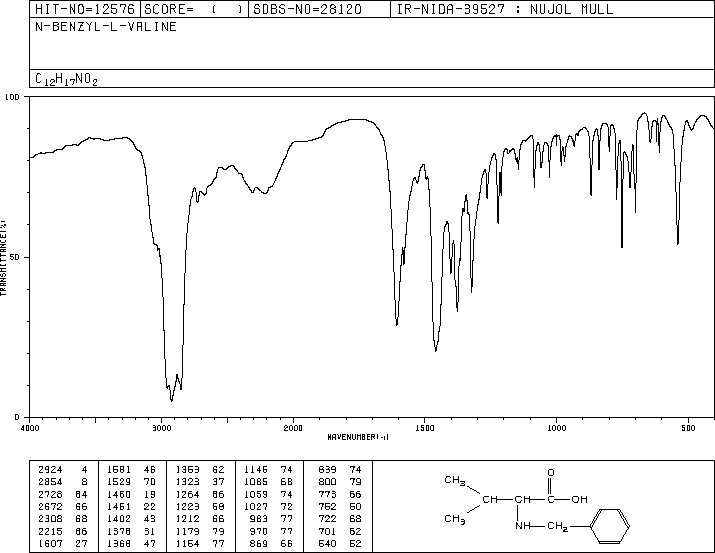 HIT-NO=12576 SCORE= ( ) SDBS-NO=28120 IR-NIDA-39527 : NUJOL MULL
N-BENZYL-L-VALINE
C12H17NO2
100
50
0
TRANSMITTANCE(%)
4000 3000 2000 1500 1000 500
WAVENUMBER(-1)
2924 4 1581 46 1353 62 1146 74 839 74
2854 8 1529 70 1323 37 1085 68 800 79
2728 64 1460 19 1264 66 1059 74 773 66
2672 66 1451 22 1223 58 1027 72 752 50
2308 68 1402 43 1212 66 983 77 722 68
2215 66 1378 31 1179 79 970 77 701 62
1607 27 1368 47 1154 77 869 66 540 52
CH3 O
CH-CH-C-OH
CH3 NH-CH2